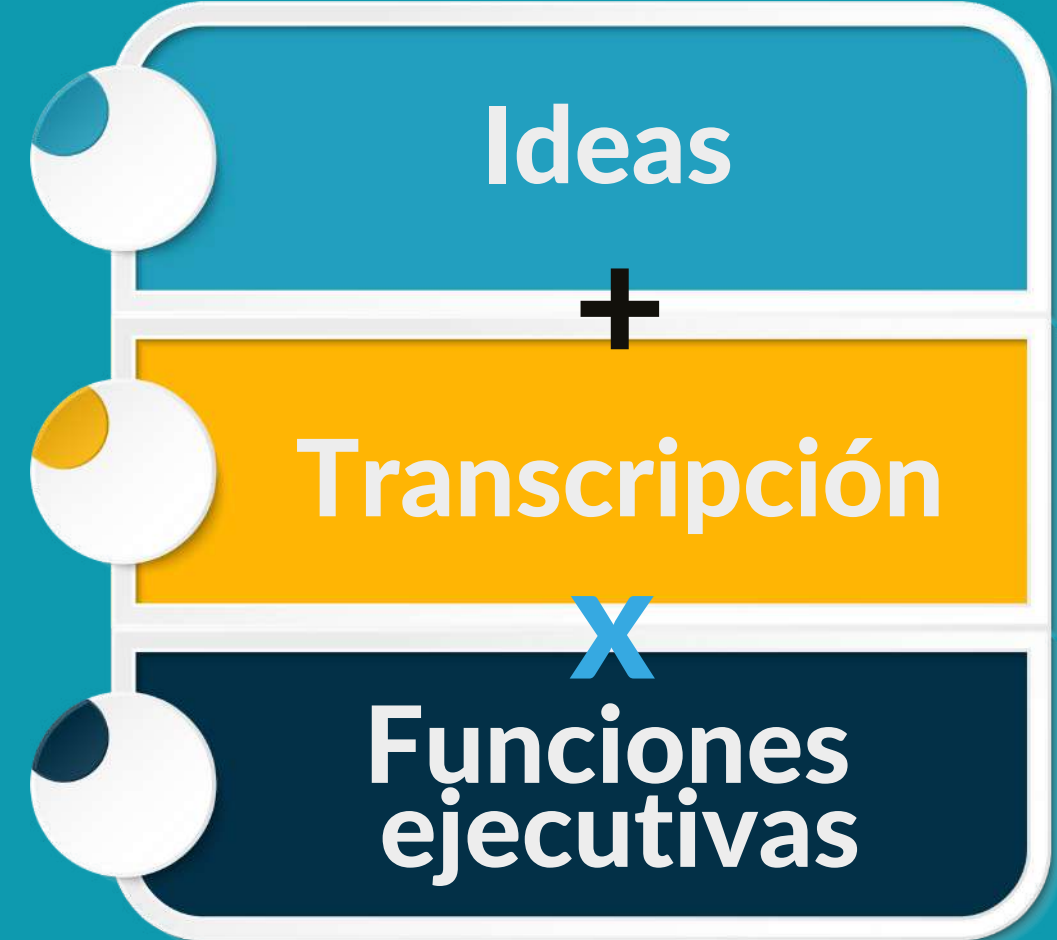 Ideas
+
Transcripción
x
Funciones
ejecutivas